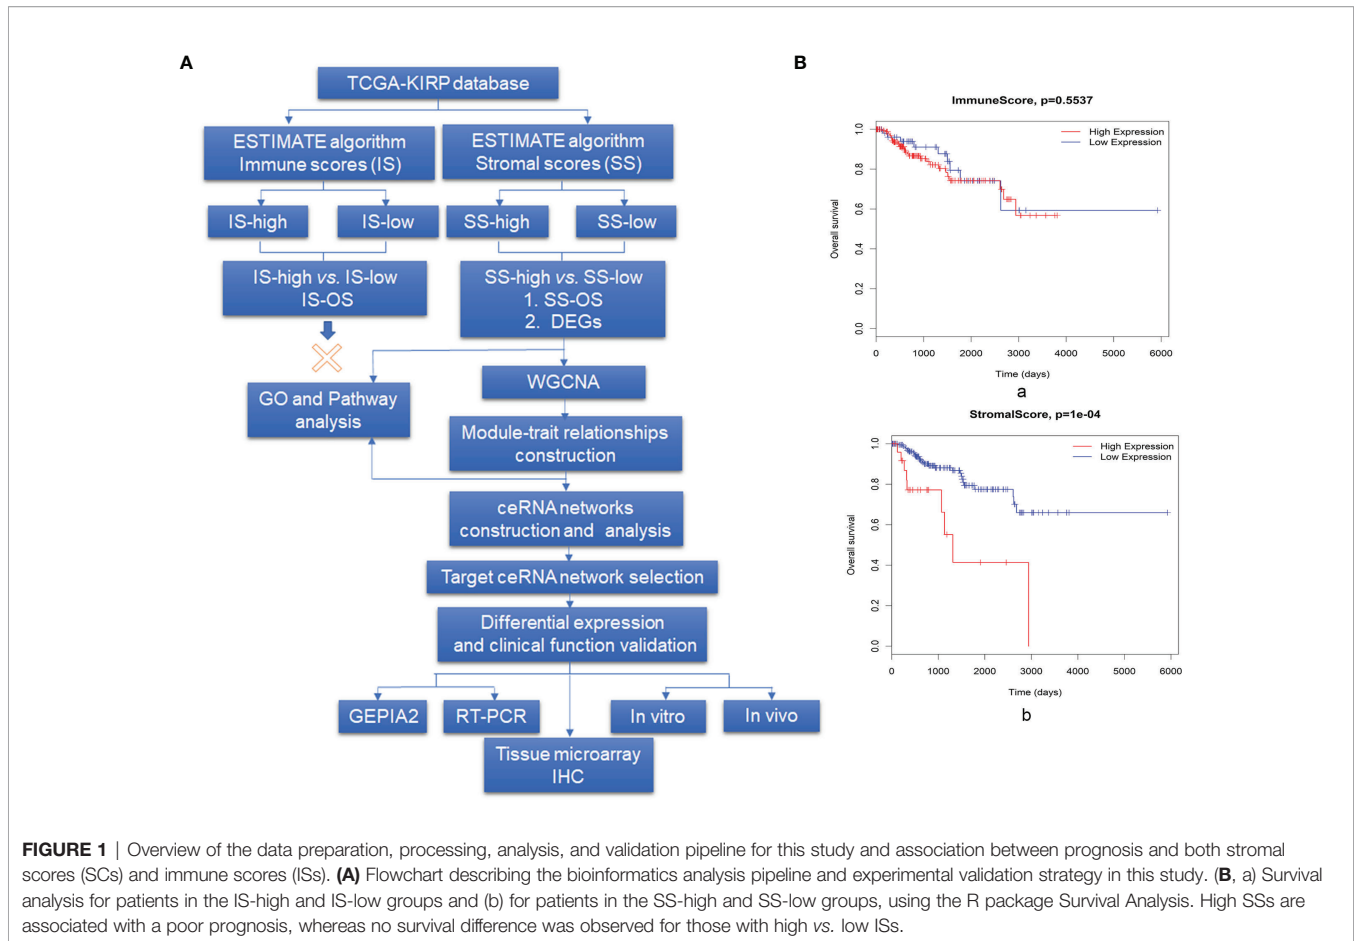 A
TCGA-KIRP database
ESTIMATE algorithm
Immune scores (IS)
ESTIMATE algorithm
Stromal scores (SS)
IS-high
IS-low
SS-high
SS-low
IS-high vs. IS-low
IS-OS
SS-high vs. SS-low
1. SS-OS
2. DEGs
WGCNA
GO and Pathway
analysis
Module-trait relationships
construction
ceRNA networks
construction and analysis
Target ceRNA network selection
Differential expression
and clinical function validation
GEPIA2
RT-PCR
In vitro
In vivo
Tissue microarray
IHC
B
ImmuneScore, p=0.5537
High Expression
Low Expression
Overall survival
1.0
0.8
0.6
0.4
0.2
0.0
0 1000 2000 3000 4000 5000 6000
Time (days)
a
StromalScore, p=1e-04
High Expression
Low Expression
Overall survival
1.0
0.8
0.6
0.4
0.2
0.0
0 1000 2000 3000 4000 5000 6000
Time (days)
b
FIGURE 1 | Overview of the data preparation, processing, analysis, and validation pipeline for this study and association between prognosis and both stromal
scores (SCs) and immune scores (ISs). (A) Flowchart describing the bioinformatics analysis pipeline and experimental validation strategy in this study. (B, a) Survival
analysis for patients in the IS-high and IS-low groups and (b) for patients in the SS-high and SS-low groups, using the R package Survival Analysis. High SSs are
associated with a poor prognosis, whereas no survival difference was observed for those with high vs. low ISs.